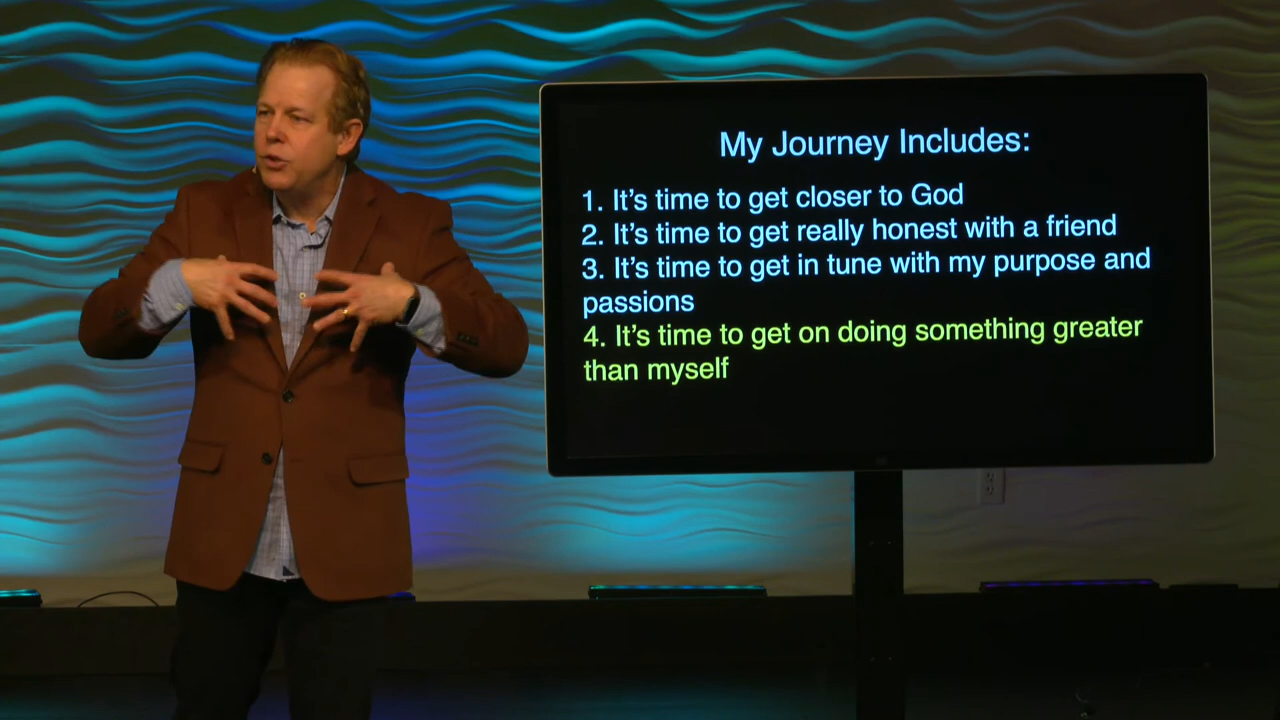 My Journey Includes:
1. It's time to get closer to God
2. It's time to get really honest with a friend
3. It's time to get in tune with my purpose and
passions
4. It's time to get on doing something greater
than myself